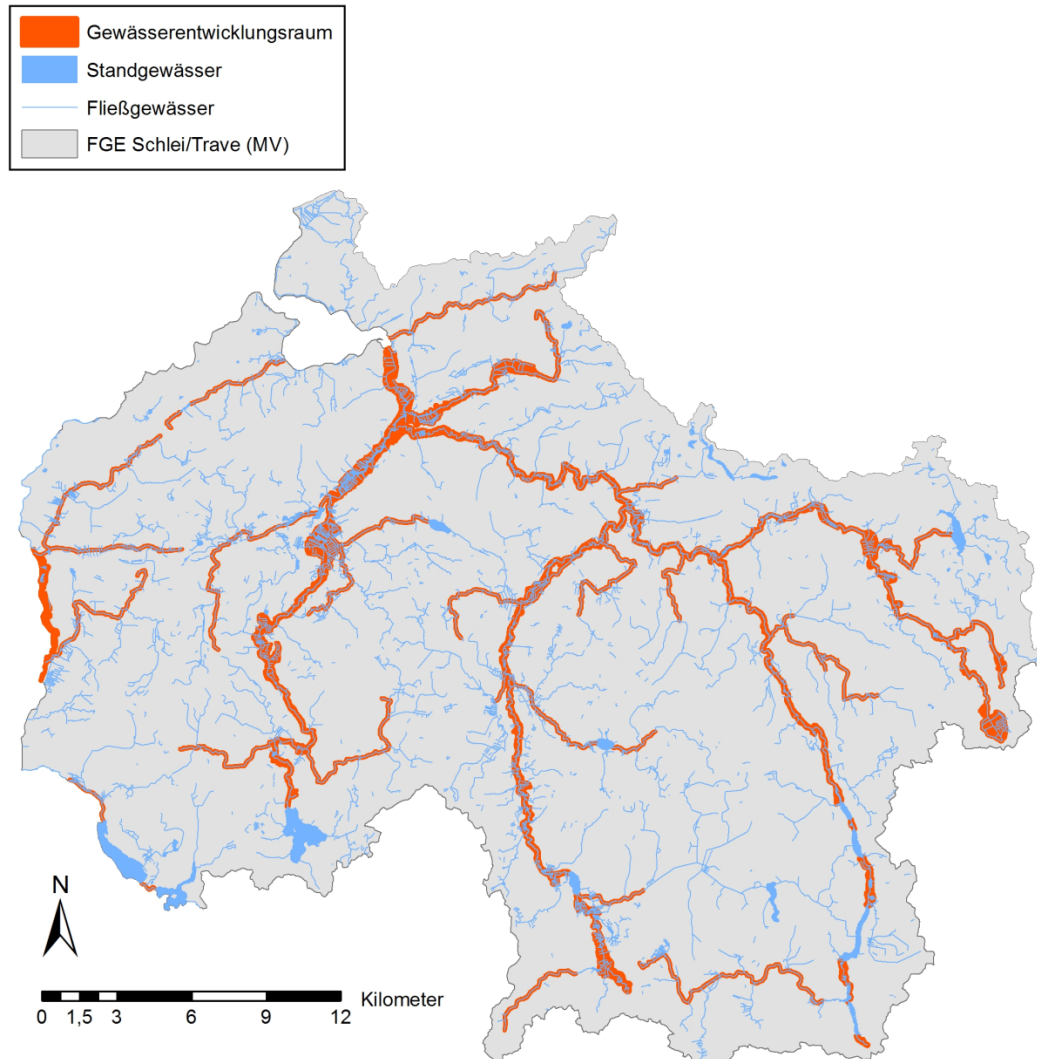 Gewässerentwicklungsraum
Standgewässer
Fließgewässer
FGE Schlei/Trave (MV)
N
Kilometer
0 1,5 3 6 9 12